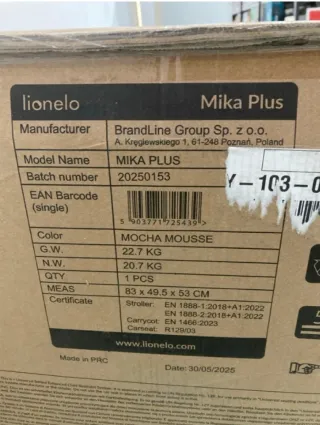 lionelo Mika Plus
Manufacturer BrandLine Group Sp. z o.o.
A. Kręglewskiego 1, 61-248 Poznań, Poland
Model Name MIKA PLUS
Batch number 20250153
Y-103-0
EAN Barcode
(single)
5 903771 725439 >
Color MOCHA MOUSSE
G.W. 22.7 KG
N.W. 20.7 KG
QTY 1 PCS
MEAS 83 x 49.5 x 53 CM
Certificate Stroller: EN 1888-1:2018+A1:2022
EN 1888-2:2018+A1:2022
Carrycot: EN 1466:2023
Carseat: R129/03
www.lionelo.com
Made in PRC Date: 30/05/2025